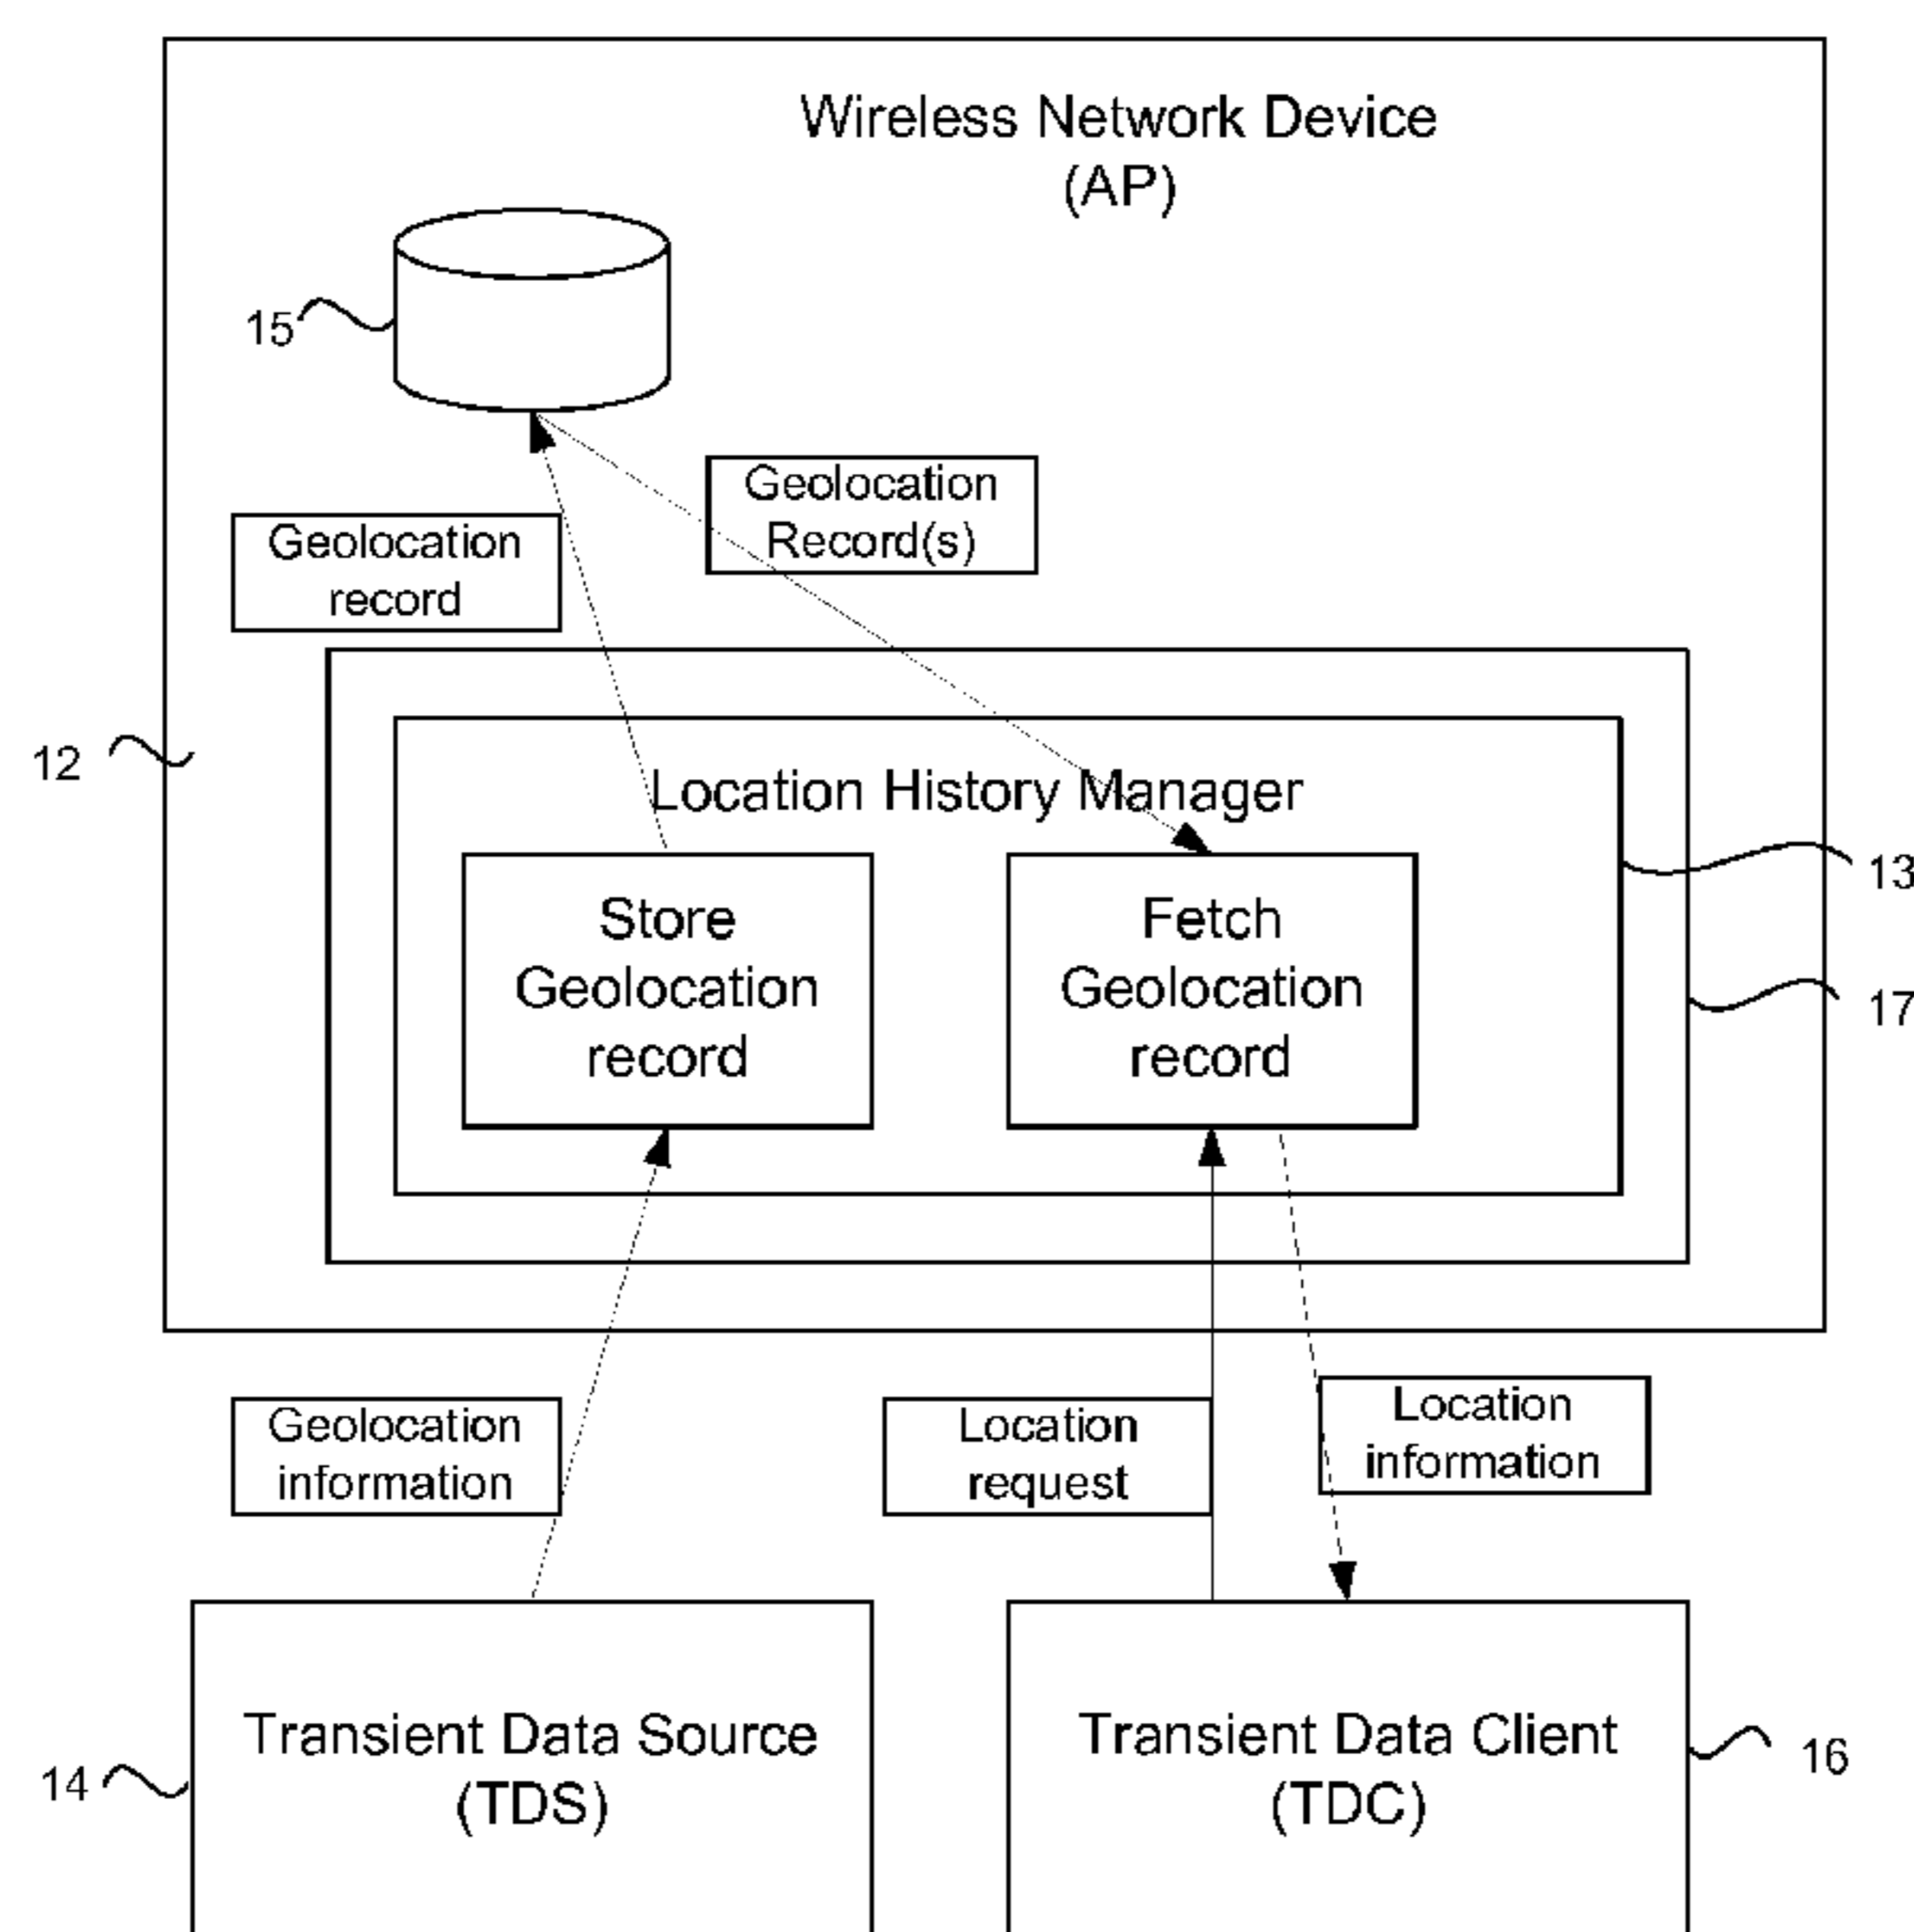 Wireless Network Device
(AP)
15
Geolocation
Record(s)
Geolocation
record
12
Location History Manager
13
Store
Geolocation
record
Fetch
Geolocation
record
17
Geolocation
information
Location
request
Location
information
Transient Data Source
(TDS)
14
Transient Data Client
(TDC)
16